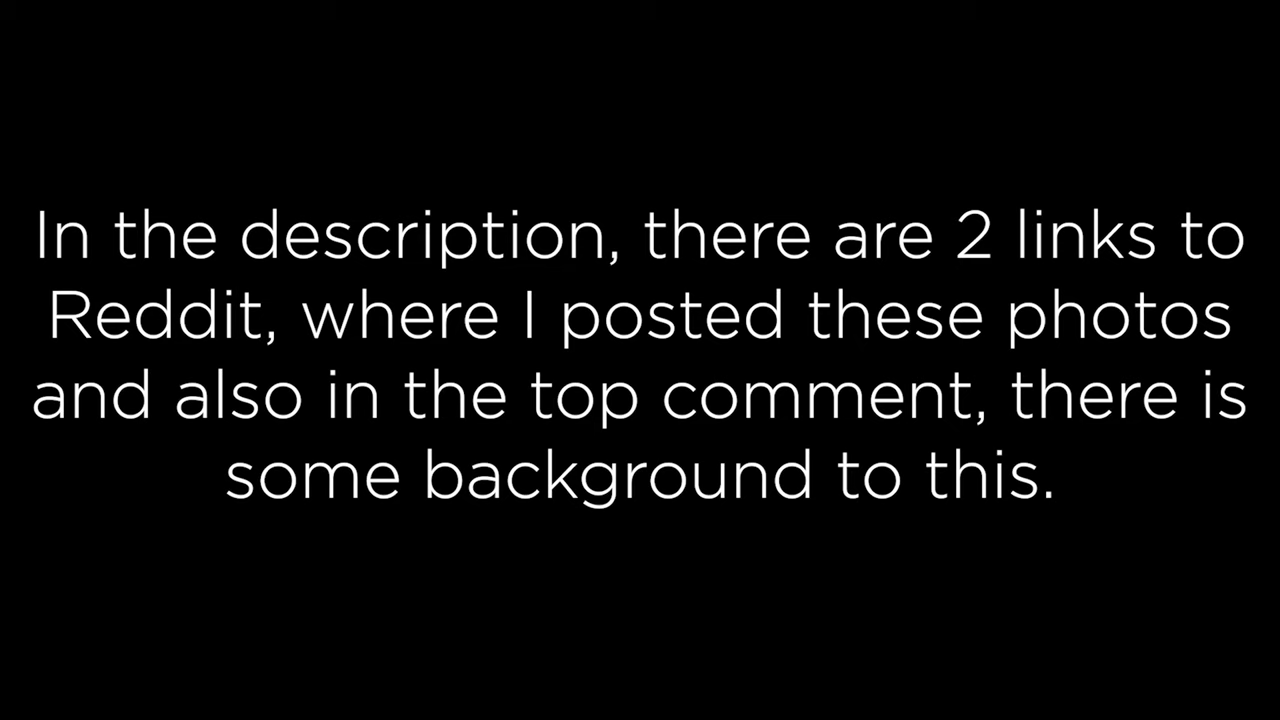 In the description, there are 2 links to
Reddit, where I posted these photos
and also in the top comment, there is
some background to this.